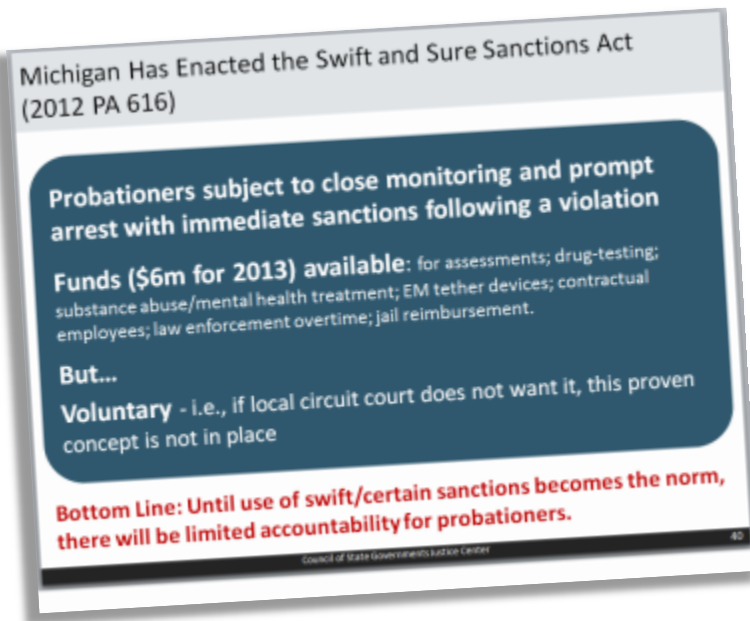 Michigan Has Enacted the Swift and Sure Sanctions Act
(2012 PA 616)
Probationers subject to close monitoring and prompt
arrest with immediate sanctions following a violation
Funds ($6m for 2013) available: for assessments; drug-testing;
substance abuse/mental health treatment; EM tether devices; contractual
employees; law enforcement overtime; jail reimbursement.
But...
Voluntary - i.e., if local circuit court does not want it, this proven
concept is not in place
Bottom Line: Until use of swift/certain sanctions becomes the norm,
there will be limited accountability for probationers.
Council of State Governments Justice Center
40